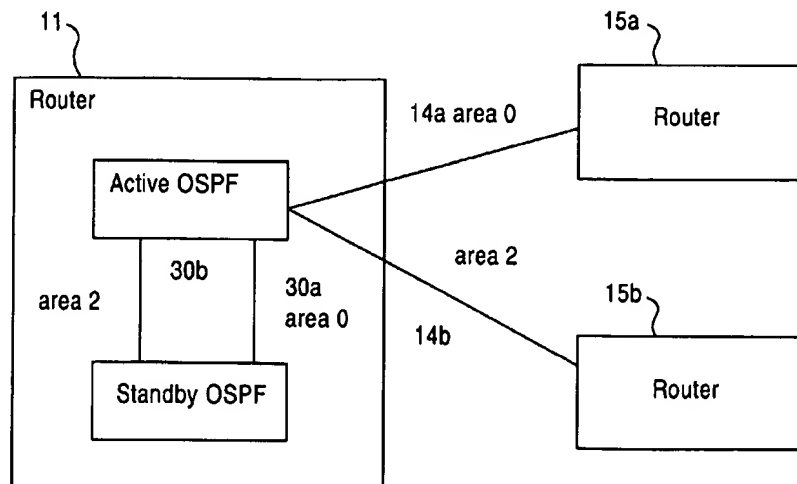 11
15a
Router
14a area 0
Router
Active OSPF
30b
30a
area 2
area 0
area 2
14b
15b
Standby OSPF
Router